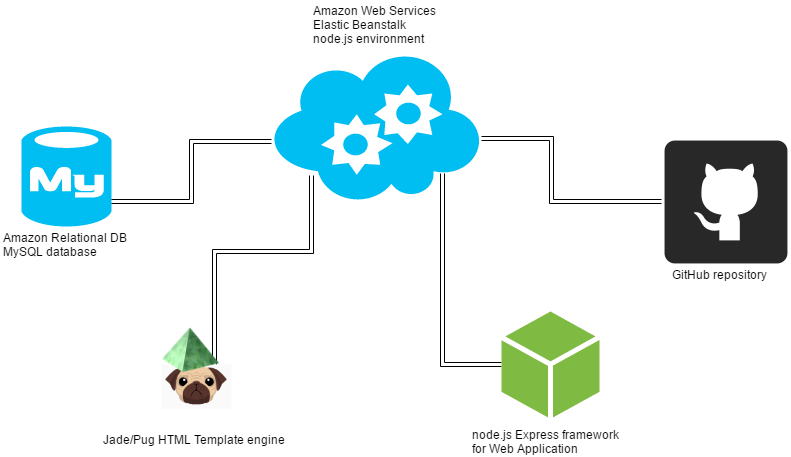 Amazon Web Services
Elastic Beanstalk
node.js environment
My
Amazon Relational DB
MySQL database
GitHub repository
Jade/Pug HTML Template engine
node.js Express framework
for Web Application